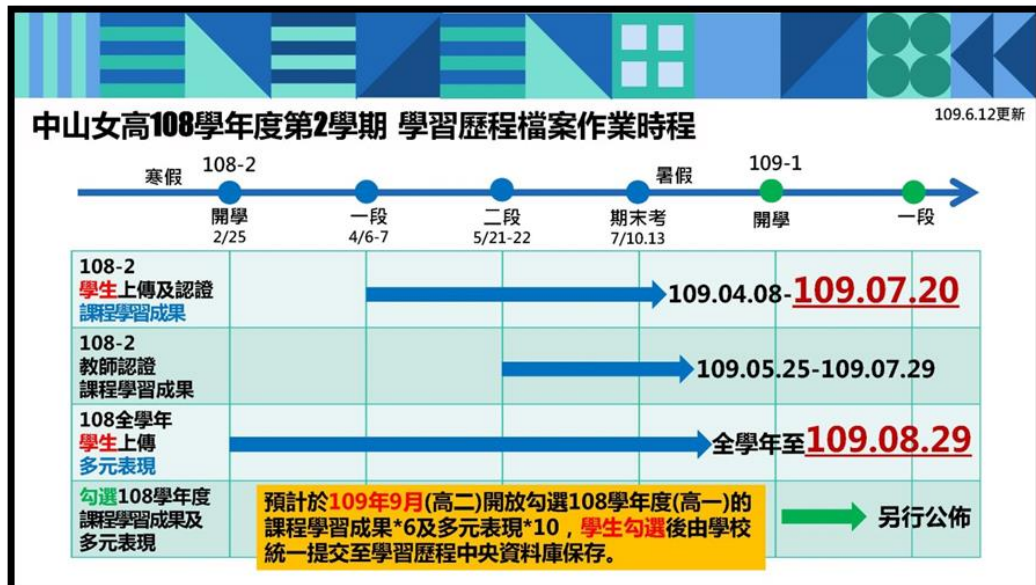 中山女高108學年度第2學期 學習歷程檔案作業時程
109.6.12更新
寒假
108-2
暑假
109-1
開學
2/25
一段
4/6-7
二段
5/21-22
期末考
7/10.13
開學
一段
108-2
學生上傳及認證
課程學習成果
109.04.08-109.07.20
108-2
教師認證
課程學習成果
109.05.25-109.07.29
108全學年
學生上傳
多元表現
全學年至109.08.29
勾選108學年度
課程學習成果及
多元表現
預計於109年9月(高二)開放勾選108學年度(高一)的
課程學習成果*6及多元表現*10，學生勾選後由學校
統一提交至學習歷程中央資料庫保存。
另行公佈